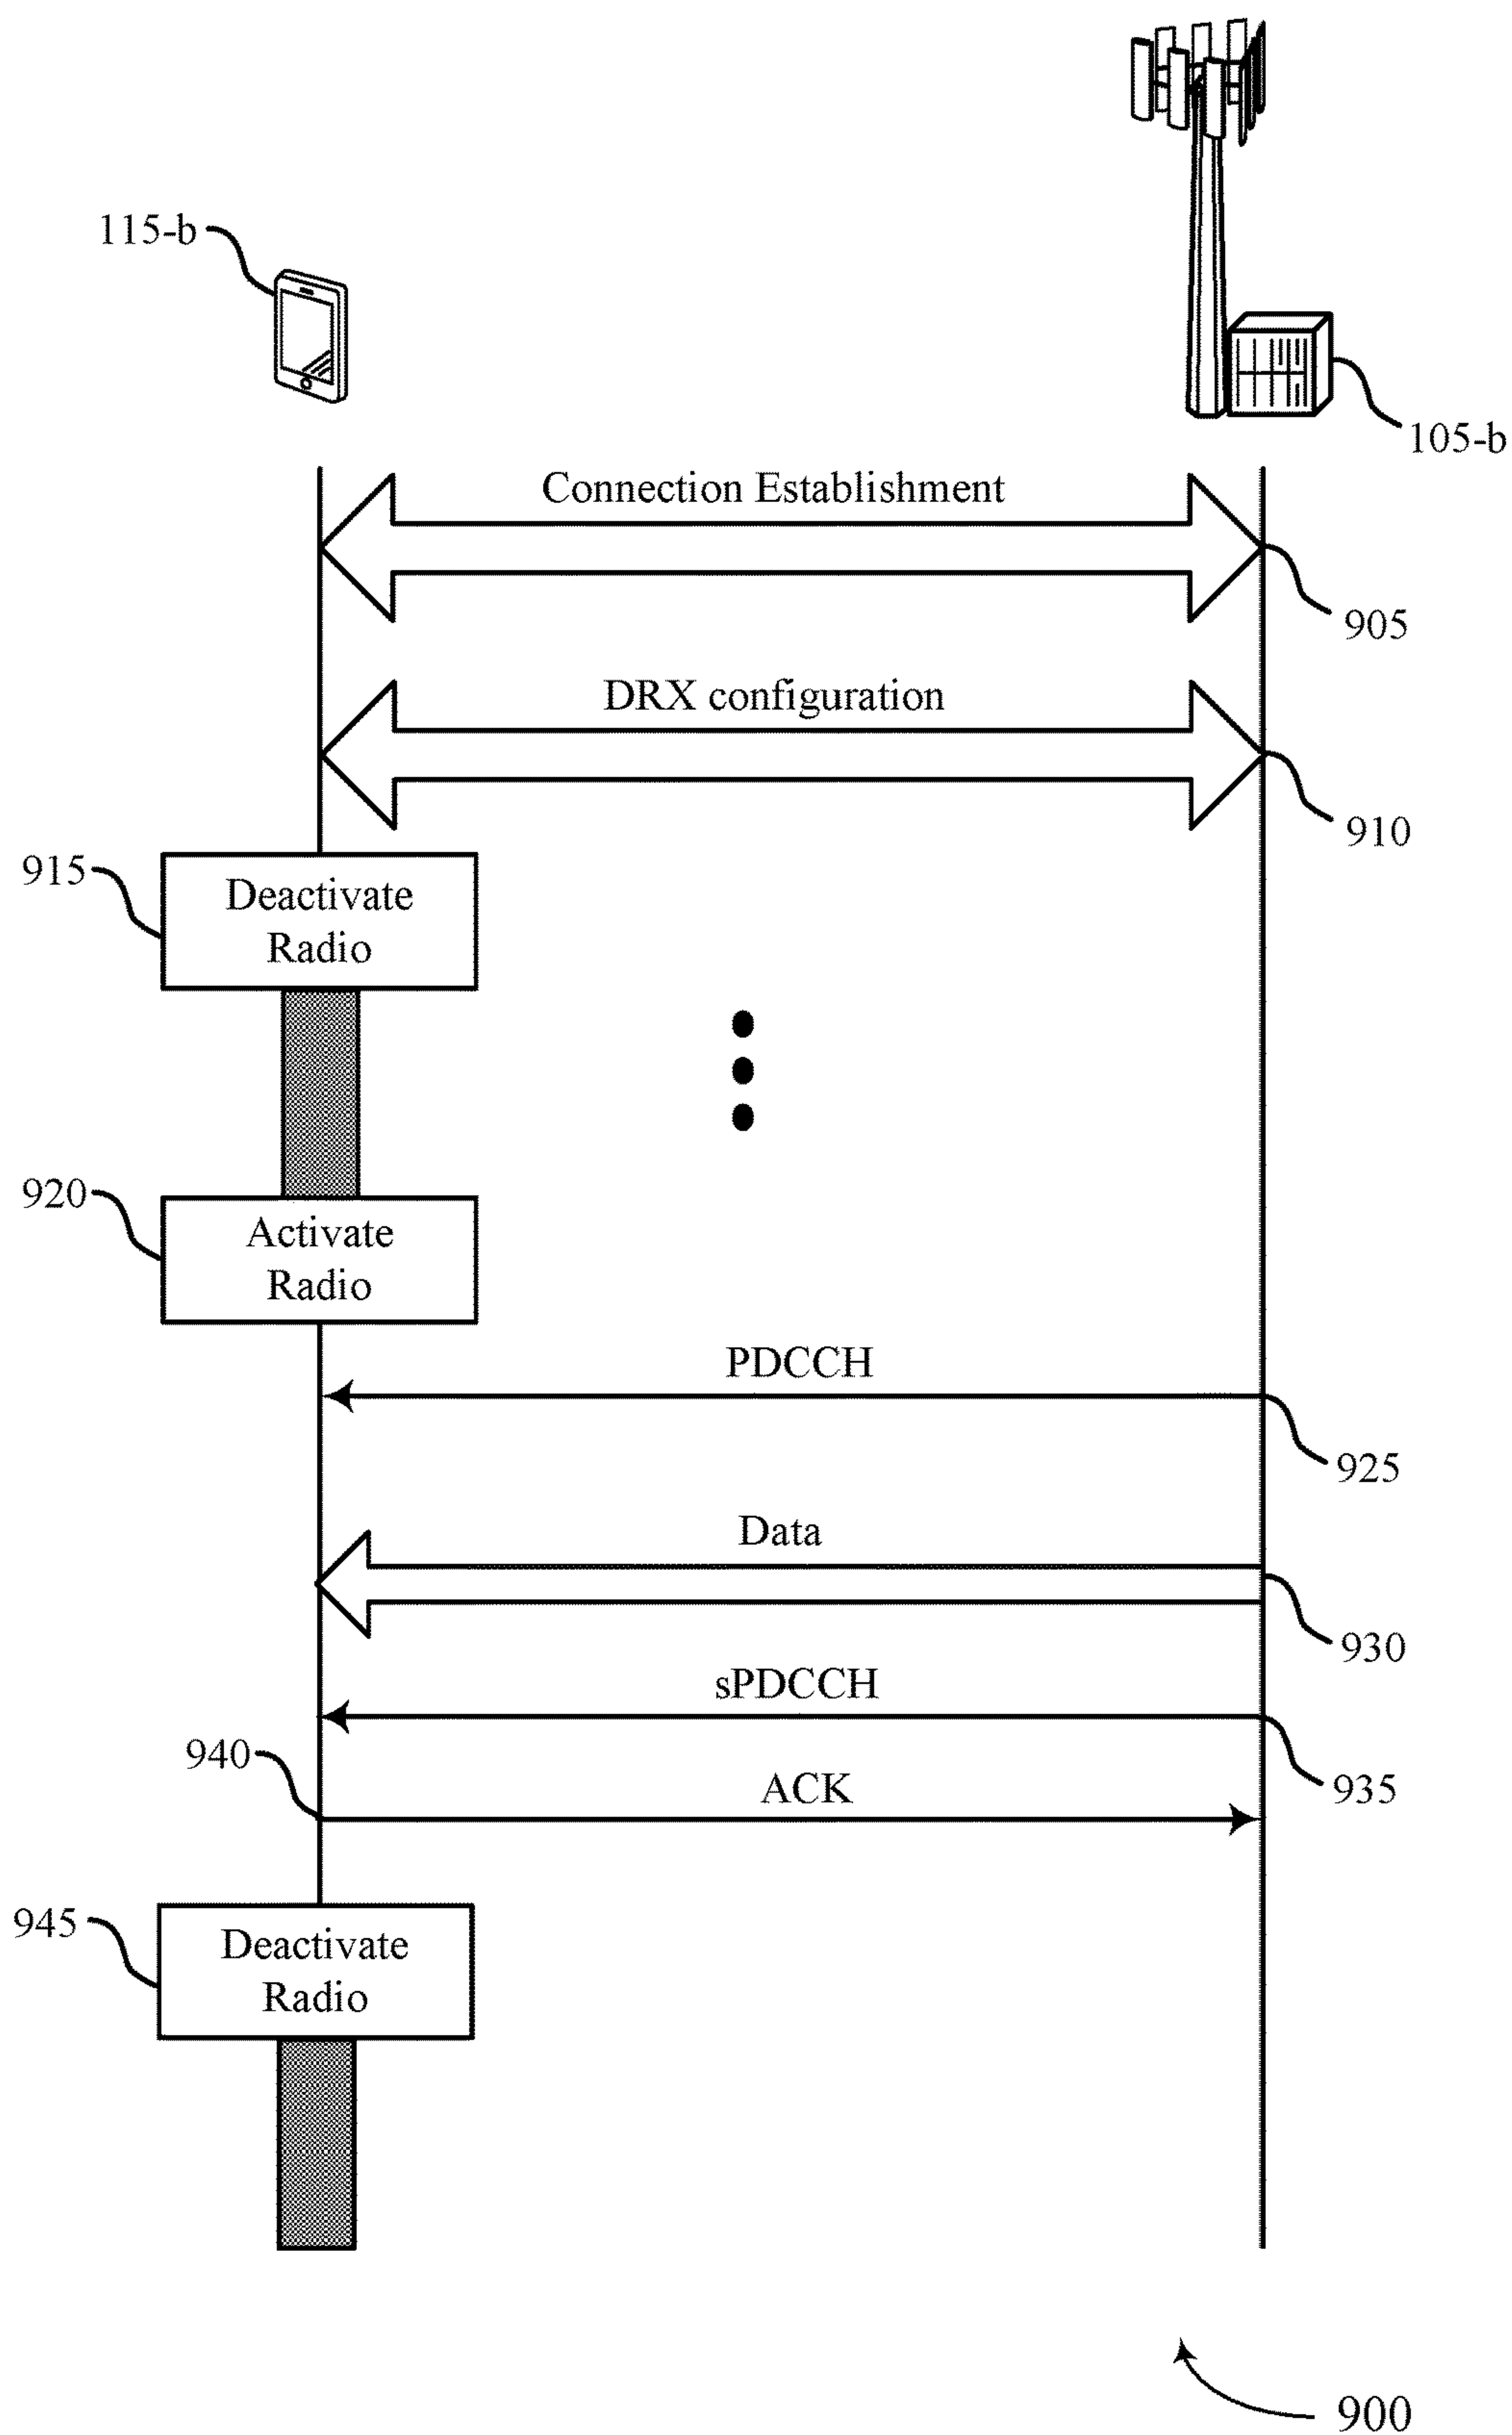 115-b
105-b
Connection Establishment
905
DRX configuration
910
915
Deactivate
Radio
920
Activate
Radio
PDCCH
925
Data
930
sPDCCH
935
940
ACK
945
Deactivate
Radio
900